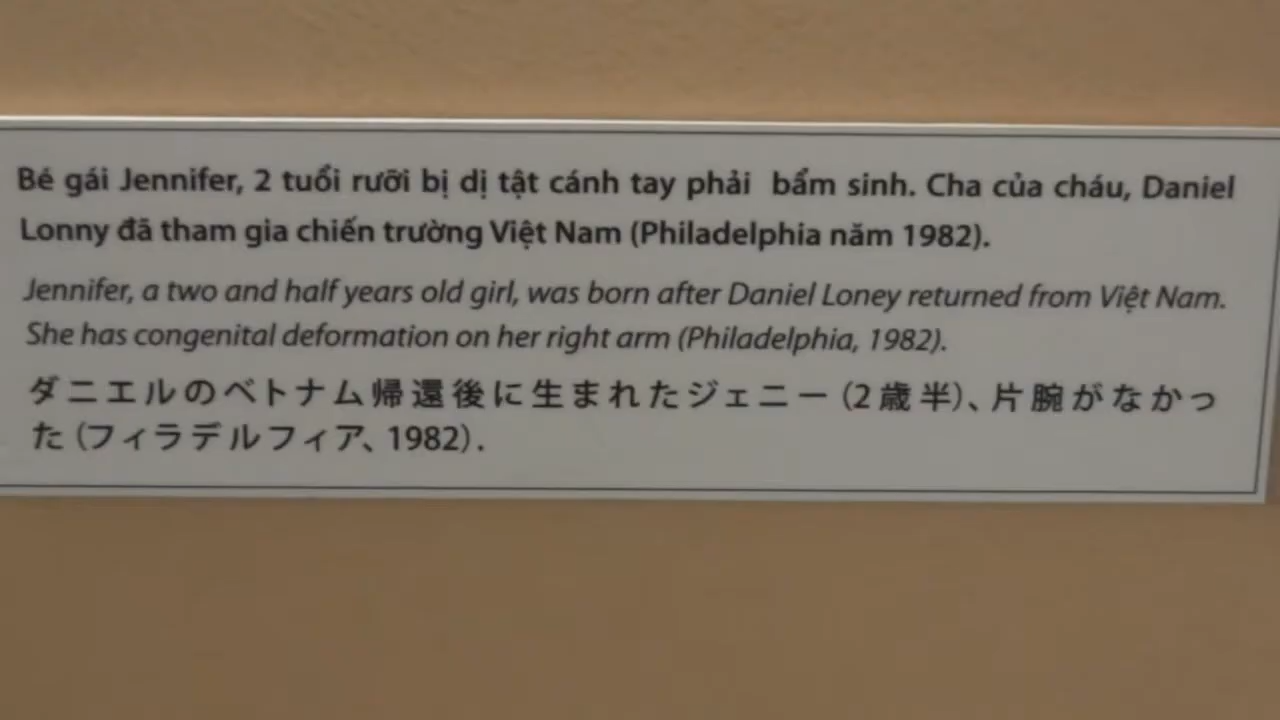 Bé gái Jennifer, 2 tuổi rưỡi bị dị tật cánh tay phải bẩm sinh. Cha của cháu, Daniel
Lonny đã tham gia chiến trường Việt Nam (Philadelphia năm 1982).
Jennifer, a two and half years old girl, was born after Daniel Loney returned from Việt Nam.
She has congenital deformation on her right arm (Philadelphia, 1982).
ダニエルのベトナム帰還後に生まれたジェニー(2歳半)、片腕がなかっ
た(フィラデルフィア、1982).